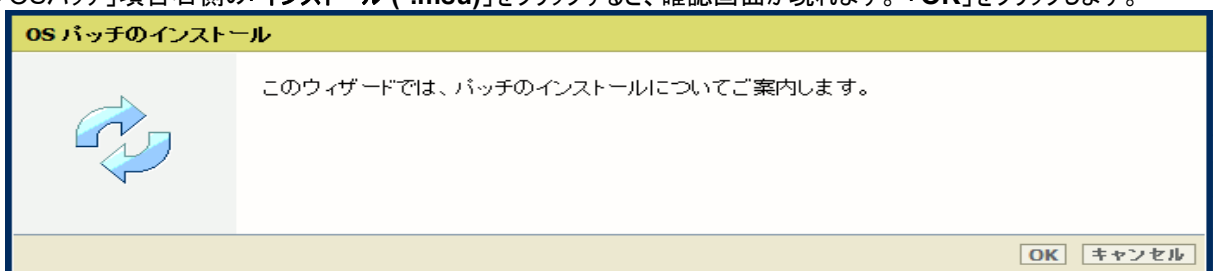 OSパッチ」項目右側の「インストール (*.msu)」をクリックすると、確認画面が現れます。「OK」をクリックします。
OS パッチのインストール
このウィザードでは、パッチのインストールについてご案内します。
OK キャンセル